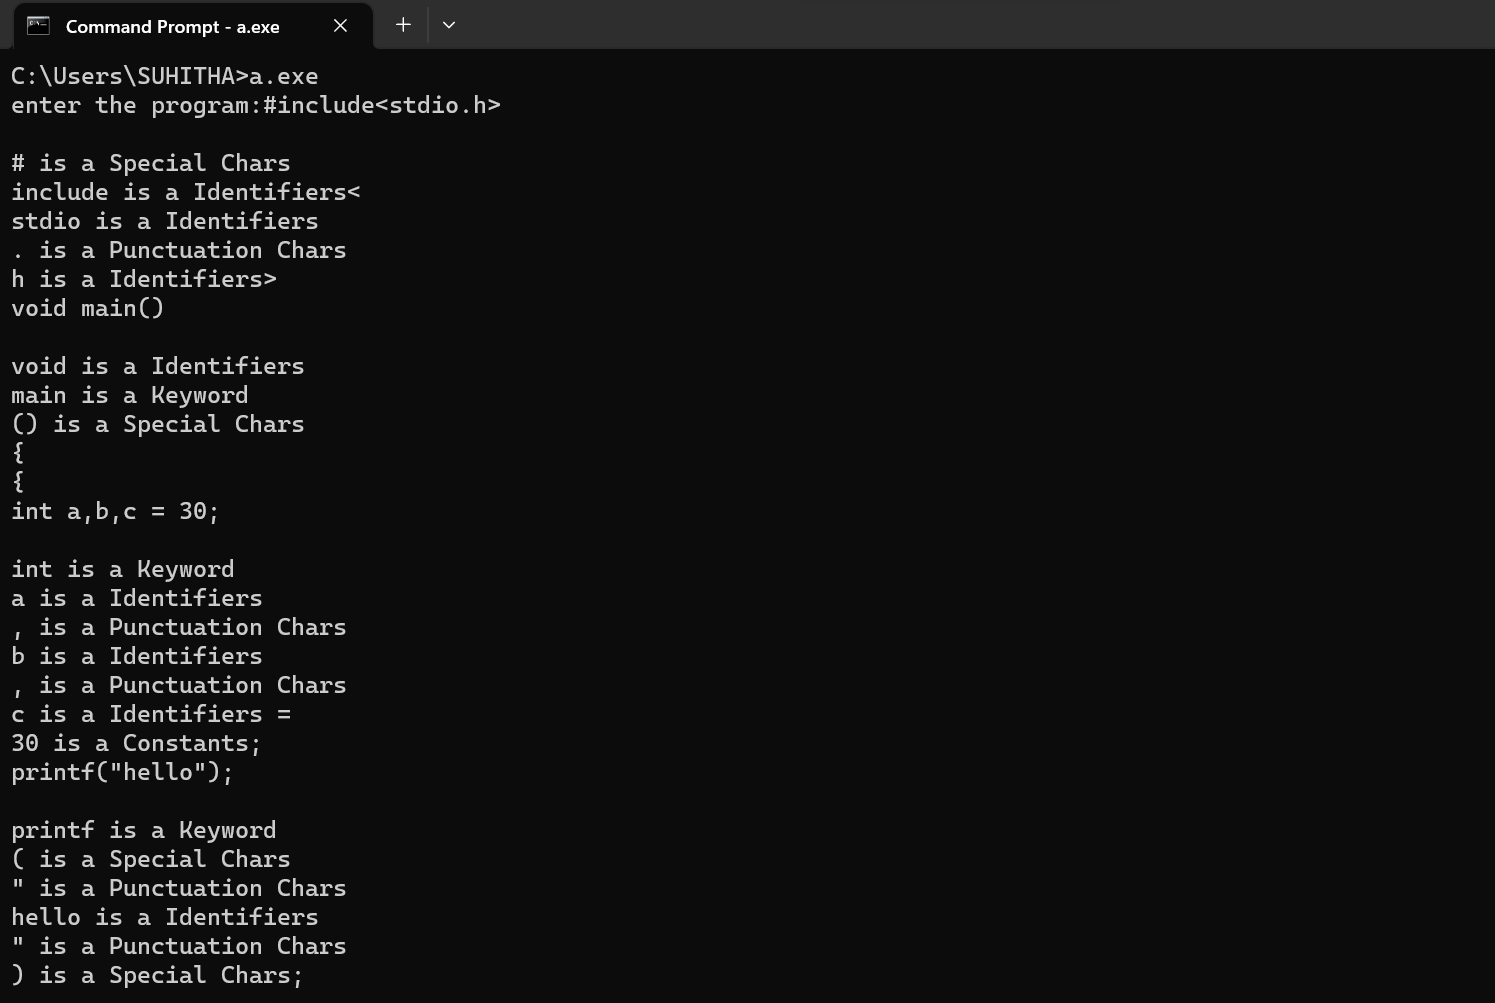 Command Prompt - a.exe
C:\Users\SUHITHA>a.exe
enter the program:#include<stdio.h>
# is a Special Chars
include is a Identifiers<
stdio is a Identifiers
. is a Punctuation Chars
h is a Identifiers>
void main()
void is a Identifiers
main is a Keyword
() is a Special Chars
{
{
int a,b,c = 30;
int is a Keyword
a is a Identifiers
, is a Punctuation Chars
b is a Identifiers
, is a Punctuation Chars
c is a Identifiers =
30 is a Constants;
printf("hello");
printf is a Keyword
( is a Special Chars
" is a Punctuation Chars
hello is a Identifiers
" is a Punctuation Chars
) is a Special Chars;